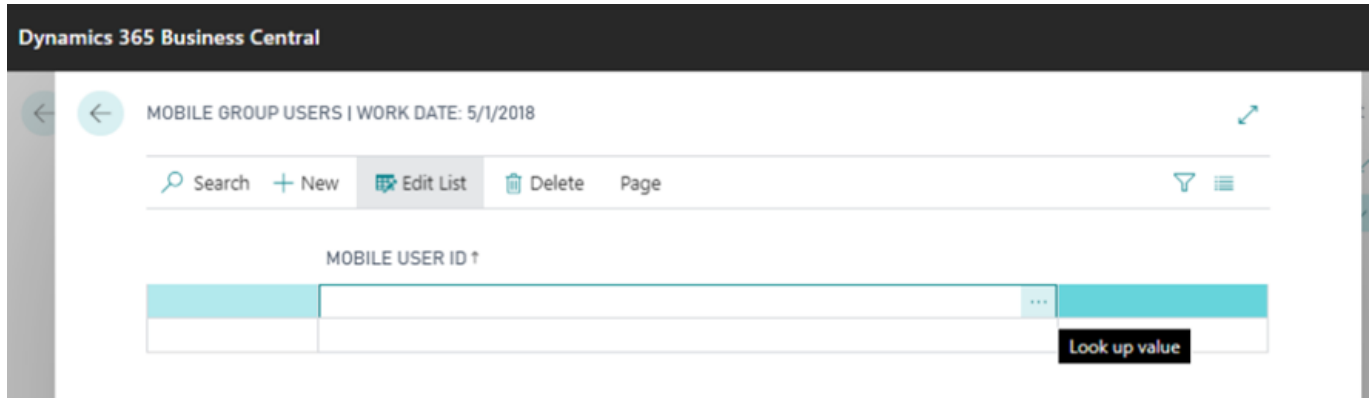 Dynamics 365 Business Central
MOBILE GROUP USERS | WORK DATE: 5/1/2018
Search + New Edit List Delete Page
MOBILE USER ID ↑
...
Look up value